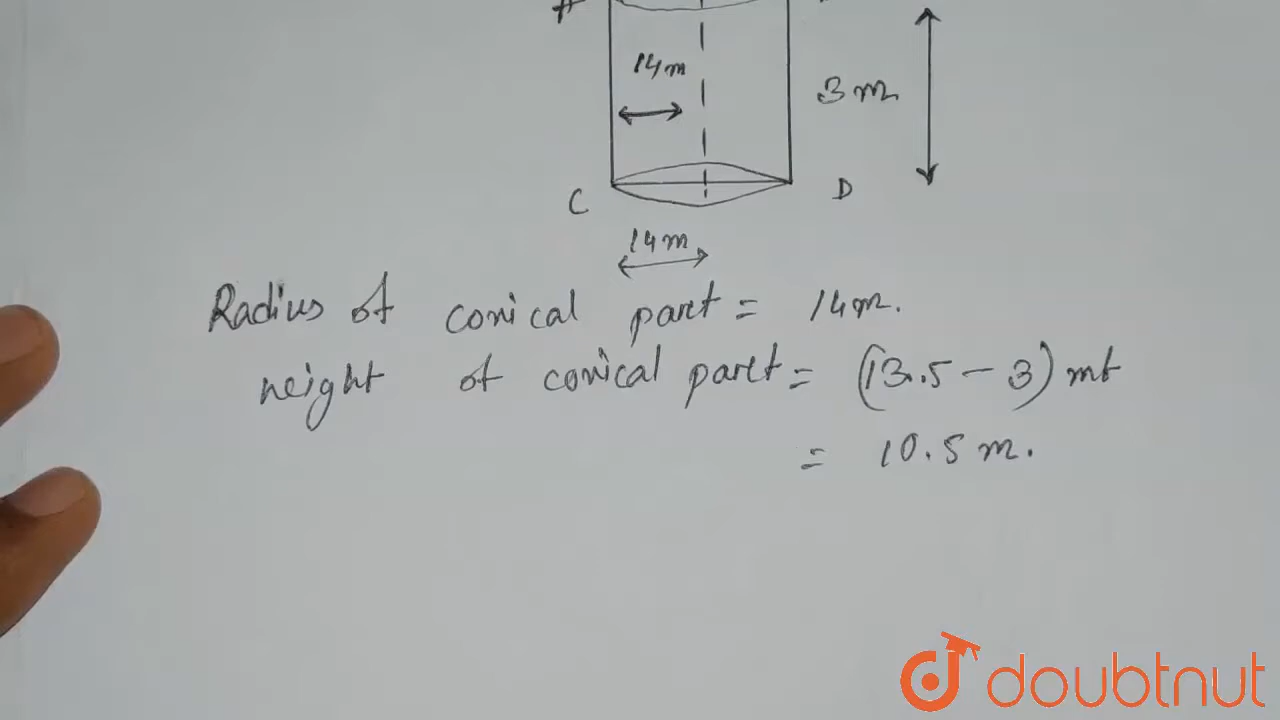 14m
3m
C
D
14m
Radius of conical part = 14m.
height of conical part = (13.5 - 3) mt
= 10.5 m.
doubtnut